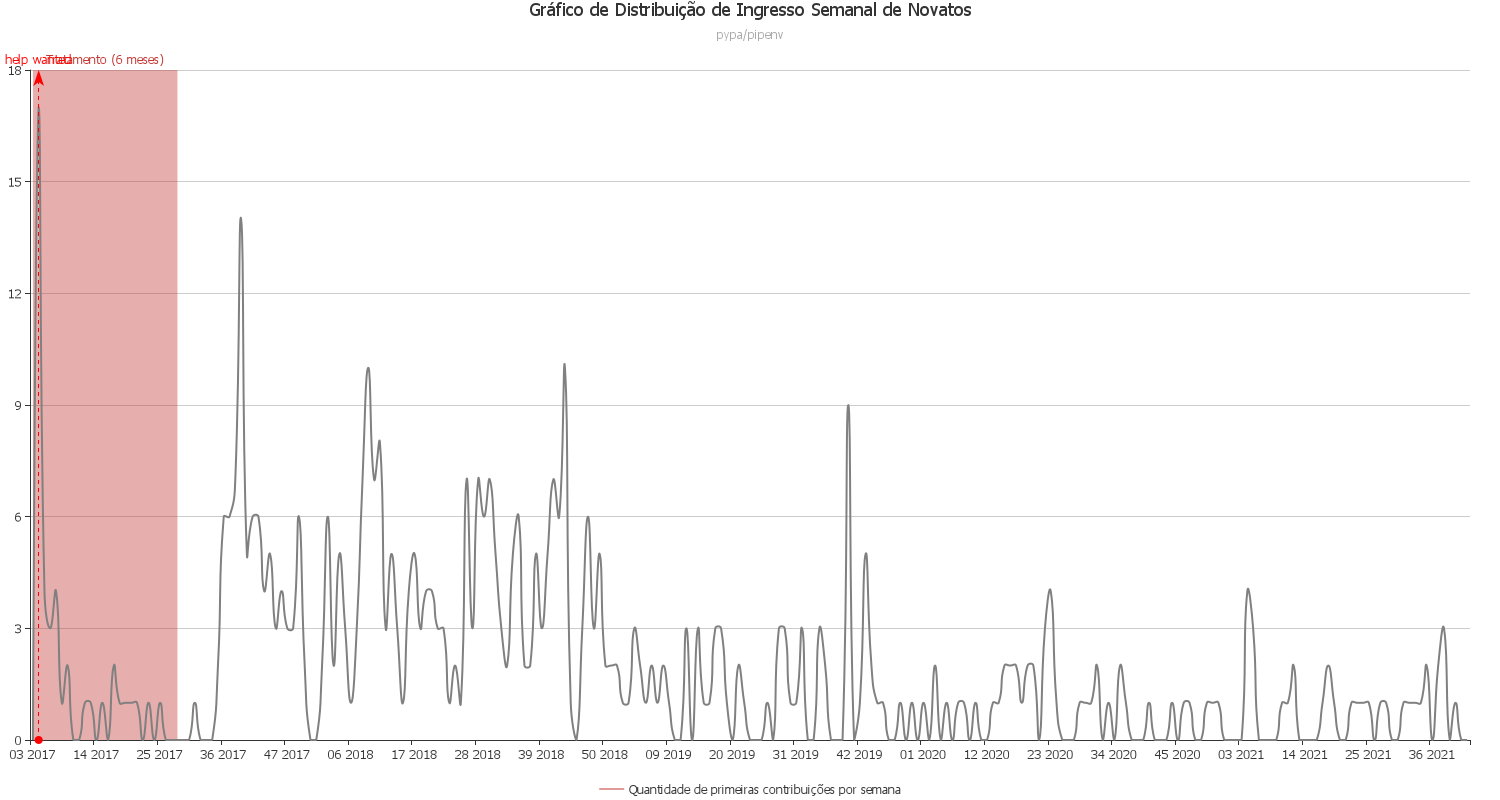 Gráfico de Distribuição de Ingresso Semanal de Novatos
pypa/pipenv
help wanted
Tratamento (6 meses)
18
15
12
9
6
3
0
03 2017 14 2017 25 2017 36 2017 47 2017 06 2018 17 2018 28 2018 39 2018 50 2018 09 2019 20 2019 31 2019 42 2019 01 2020 12 2020 23 2020 34 2020 45 2020 03 2021 14 2021 25 2021 36 2021
Quantidade de primeiras contribuições por semana